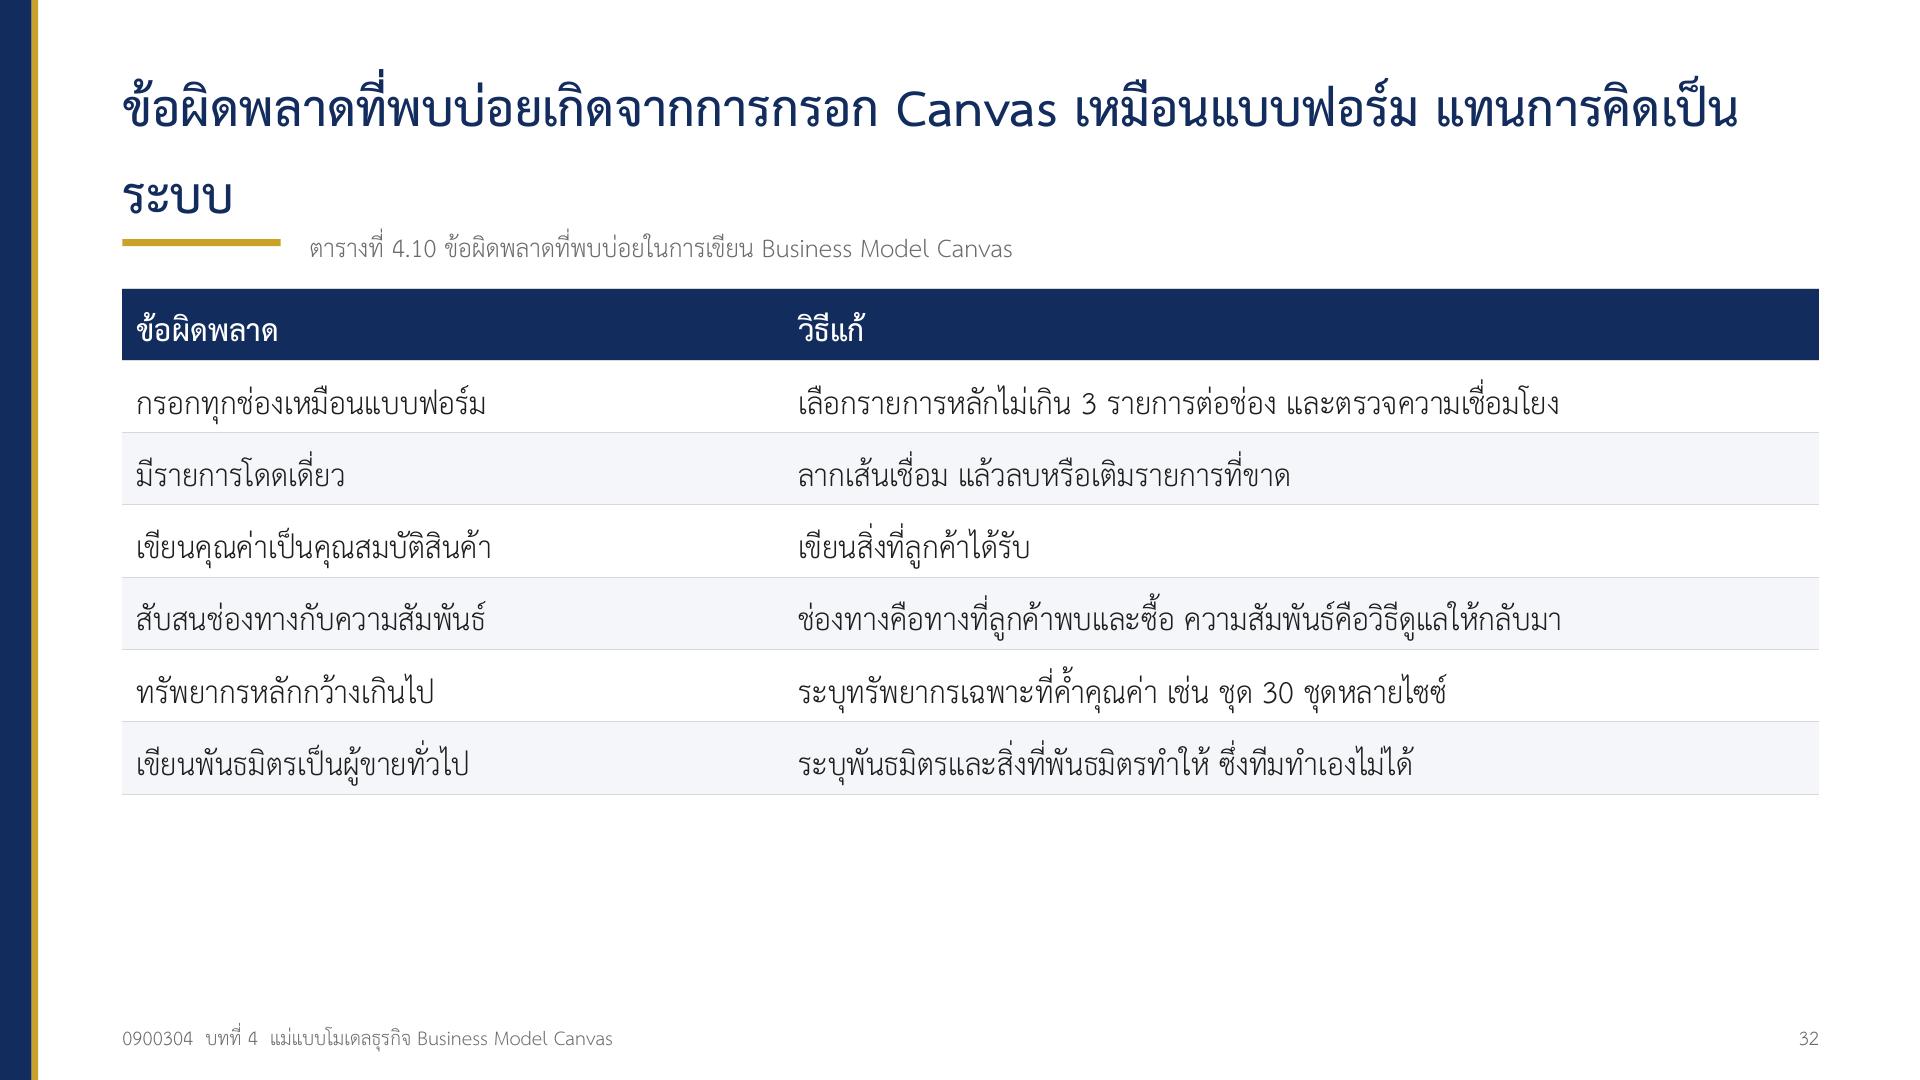 ข้อผิดพลาดที่พบบ่อยเกิดจากการกรอก Canvas เหมือนแบบฟอร์ม แทนการคิดเป็น
ระบบ
ตารางที่ 4.10 ข้อผิดพลาดที่พบบ่อยในการเขียน Business Model Canvas
ข้อผิดพลาด วิธีแก้
กรอกทุกช่องเหมือนแบบฟอร์ม เลือกรายการหลักไม่เกิน 3 รายการต่อช่อง และตรวจความเชื่อมโยง
มีรายการโดดเดี่ยว ลากเส้นเชื่อม แล้วลบหรือเติมรายการที่ขาด
เขียนคุณค่าเป็นคุณสมบัติสินค้า เขียนสิ่งที่ลูกค้าได้รับ
สับสนช่องทางกับความสัมพันธ์ ช่องทางคือทางที่ลูกค้าพบและซื้อ ความสัมพันธ์คือวิธีดูแลให้กลับมา
ทรัพยากรหลักกว้างเกินไป ระบุทรัพยากรเฉพาะที่ค้ำคุณค่า เช่น ชุด 30 ชุดหลายไซซ์
เขียนพันธมิตรเป็นผู้ขายทั่วไป ระบุพันธมิตรและสิ่งที่พันธมิตรทำให้ ซึ่งทีมทำเองไม่ได้
0900304 บทที่ 4 แม่แบบโมเดลธุรกิจ Business Model Canvas 32